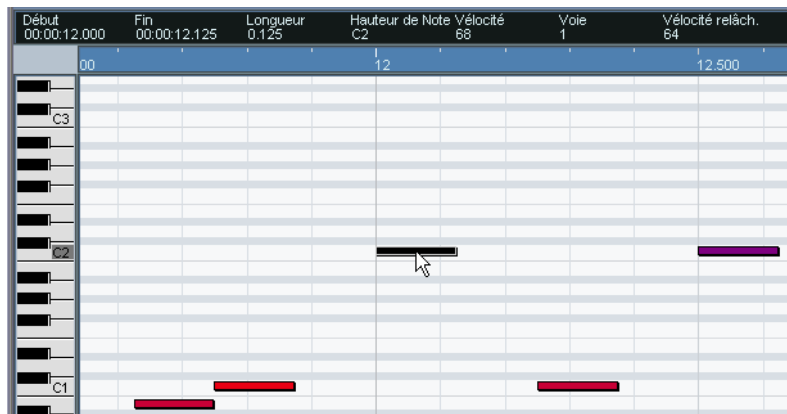 Début Fin Longueur Hauteur de Note Vélocité Voie Vélocité relâch.
00:00:12.000 00:00:12.125 0.125 C2 68 1 64
00 12 12.500
C3
C2
C1